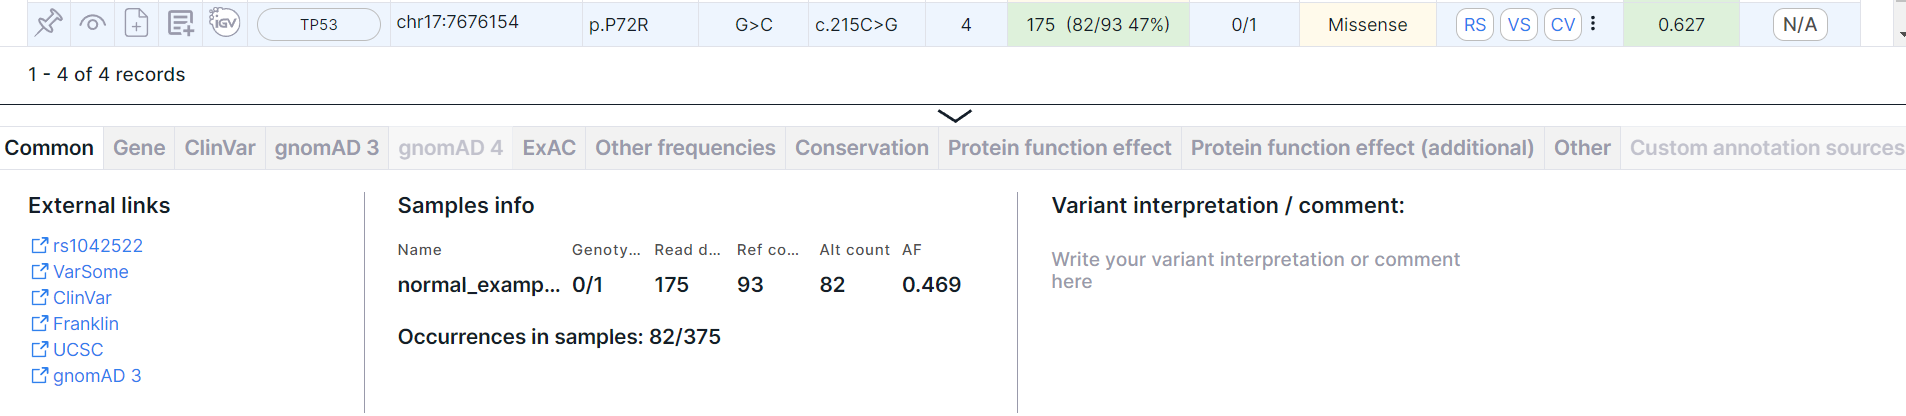 IGV TP53 chr17:7676154 p.P72R G>C c.215C>G 4 175 (82/93 47%) 0/1 Missense RS VS CV 0.627 N/A
1 - 4 of 4 records
Common Gene ClinVar gnomAD 3 gnomAD 4 ExAC Other frequencies Conservation Protein function effect Protein function effect (additional) Other Custom annotation sources
External links
rs1042522
VarSome
ClinVar
Franklin
UCSC
gnomAD 3
Samples info
Name Genoty... Read d... Ref co... Alt count AF
normal_examp... 0/1 175 93 82 0.469
Occurrences in samples: 82/375
Variant interpretation / comment:
Write your variant interpretation or comment
here